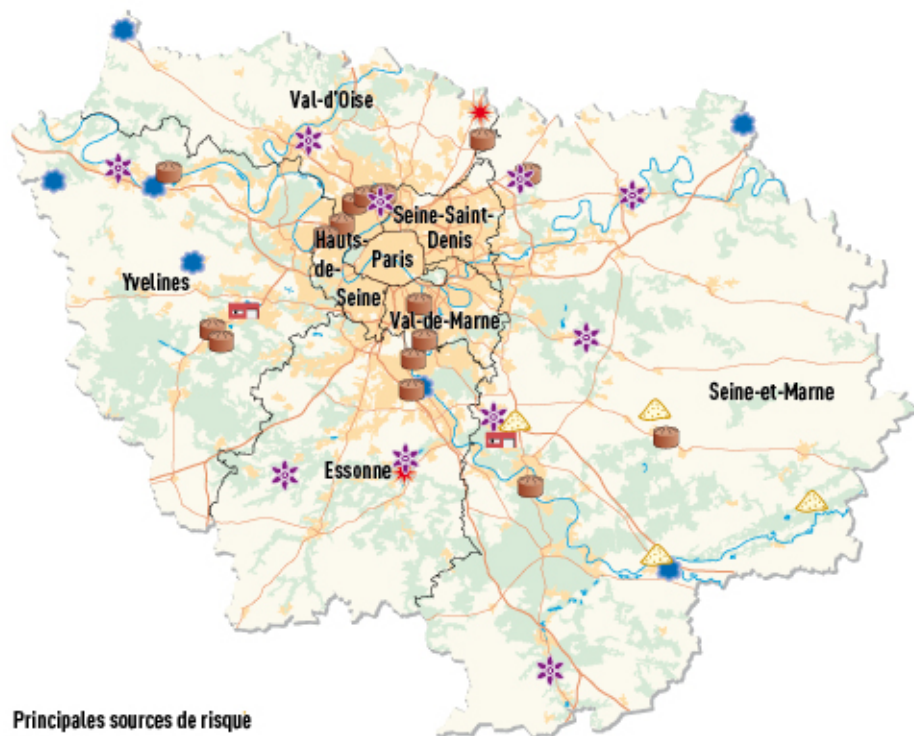 Val-d'Oise
Seine-Saint-
Denis
Hauts-
de-
Seine
Paris
Yvelines
Val-de-Marne
Seine-et-Marne
Essonne
Principales sources de risque